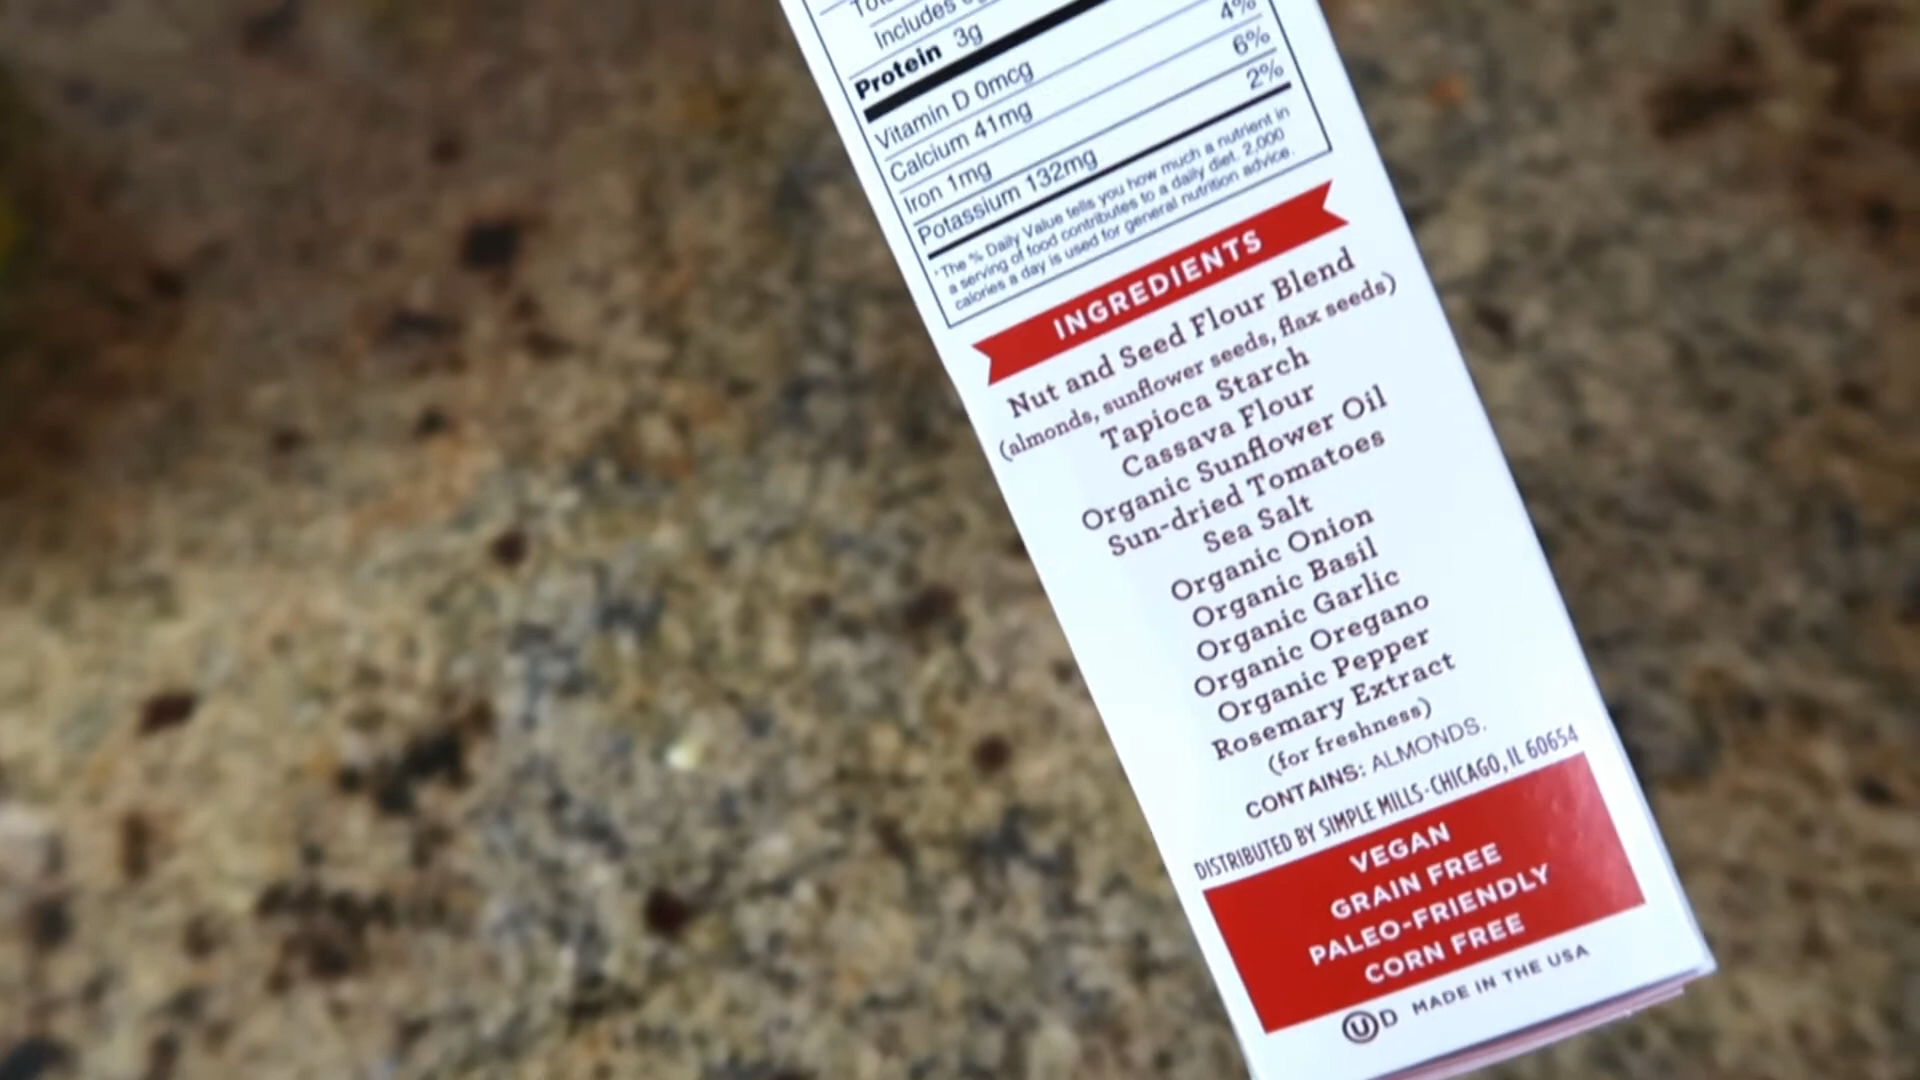 Includes
Protein 3g
Vitamin D 0mcg
Calcium 41mg 4%
Iron 1mg 6%
Potassium 132mg 2%
*The % Daily Value tells you how much a nutrient in
a serving of food contributes to a daily diet. 2,000
calories a day is used for general nutrition advice.
INGREDIENTS
Nut and Seed Flour Blend
(almonds, sunflower seeds, flax seeds)
Tapioca Starch
Cassava Flour
Organic Sunflower Oil
Sun-dried Tomatoes
Sea Salt
Organic Onion
Organic Basil
Organic Garlic
Organic Oregano
Organic Pepper
Rosemary Extract
(for freshness)
CONTAINS: ALMONDS.
DISTRIBUTED BY SIMPLE MILLS · CHICAGO, IL 60654
VEGAN
GRAIN FREE
PALEO-FRIENDLY
CORN FREE
U D MADE IN THE USA